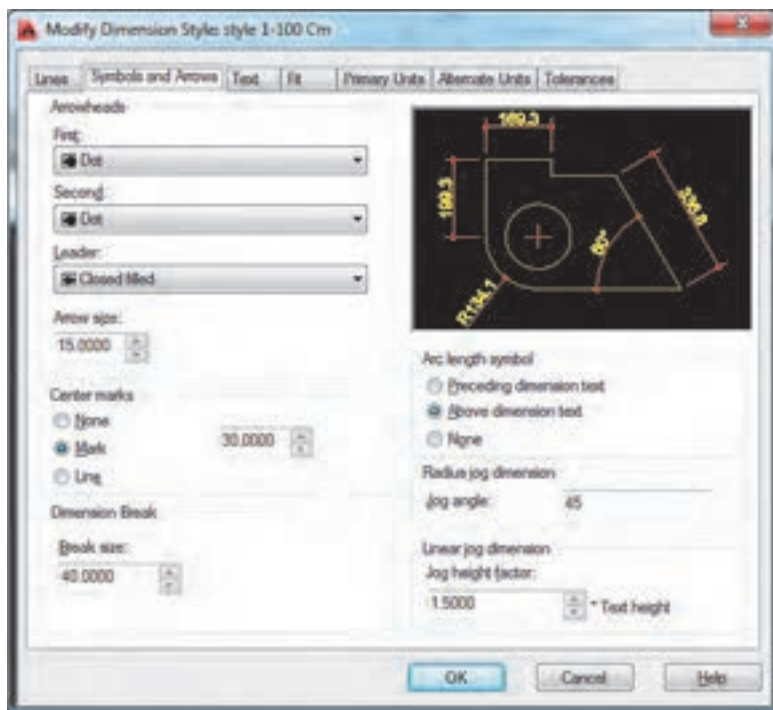 Modify Dimension Style: style 1-100 Cm
Lines Symbols and Arrows Text Fit Primary Units Alternate Units Tolerances
Arrowheads
First:
Dot
Second:
Dot
Leader:
Closed filled
Arrow size:
15.0000
Center marks
None
Mark
Line
30.0000
Dimension Break
Break size:
40.0000
169.3
199.3
60°
R134.1
Arc length symbol
Preceding dimension text
Above dimension text
None
Radius jog dimension
Jog angle: 45
Linear jog dimension
Jog height factor:
1.5000 * Text height
OK Cancel Help